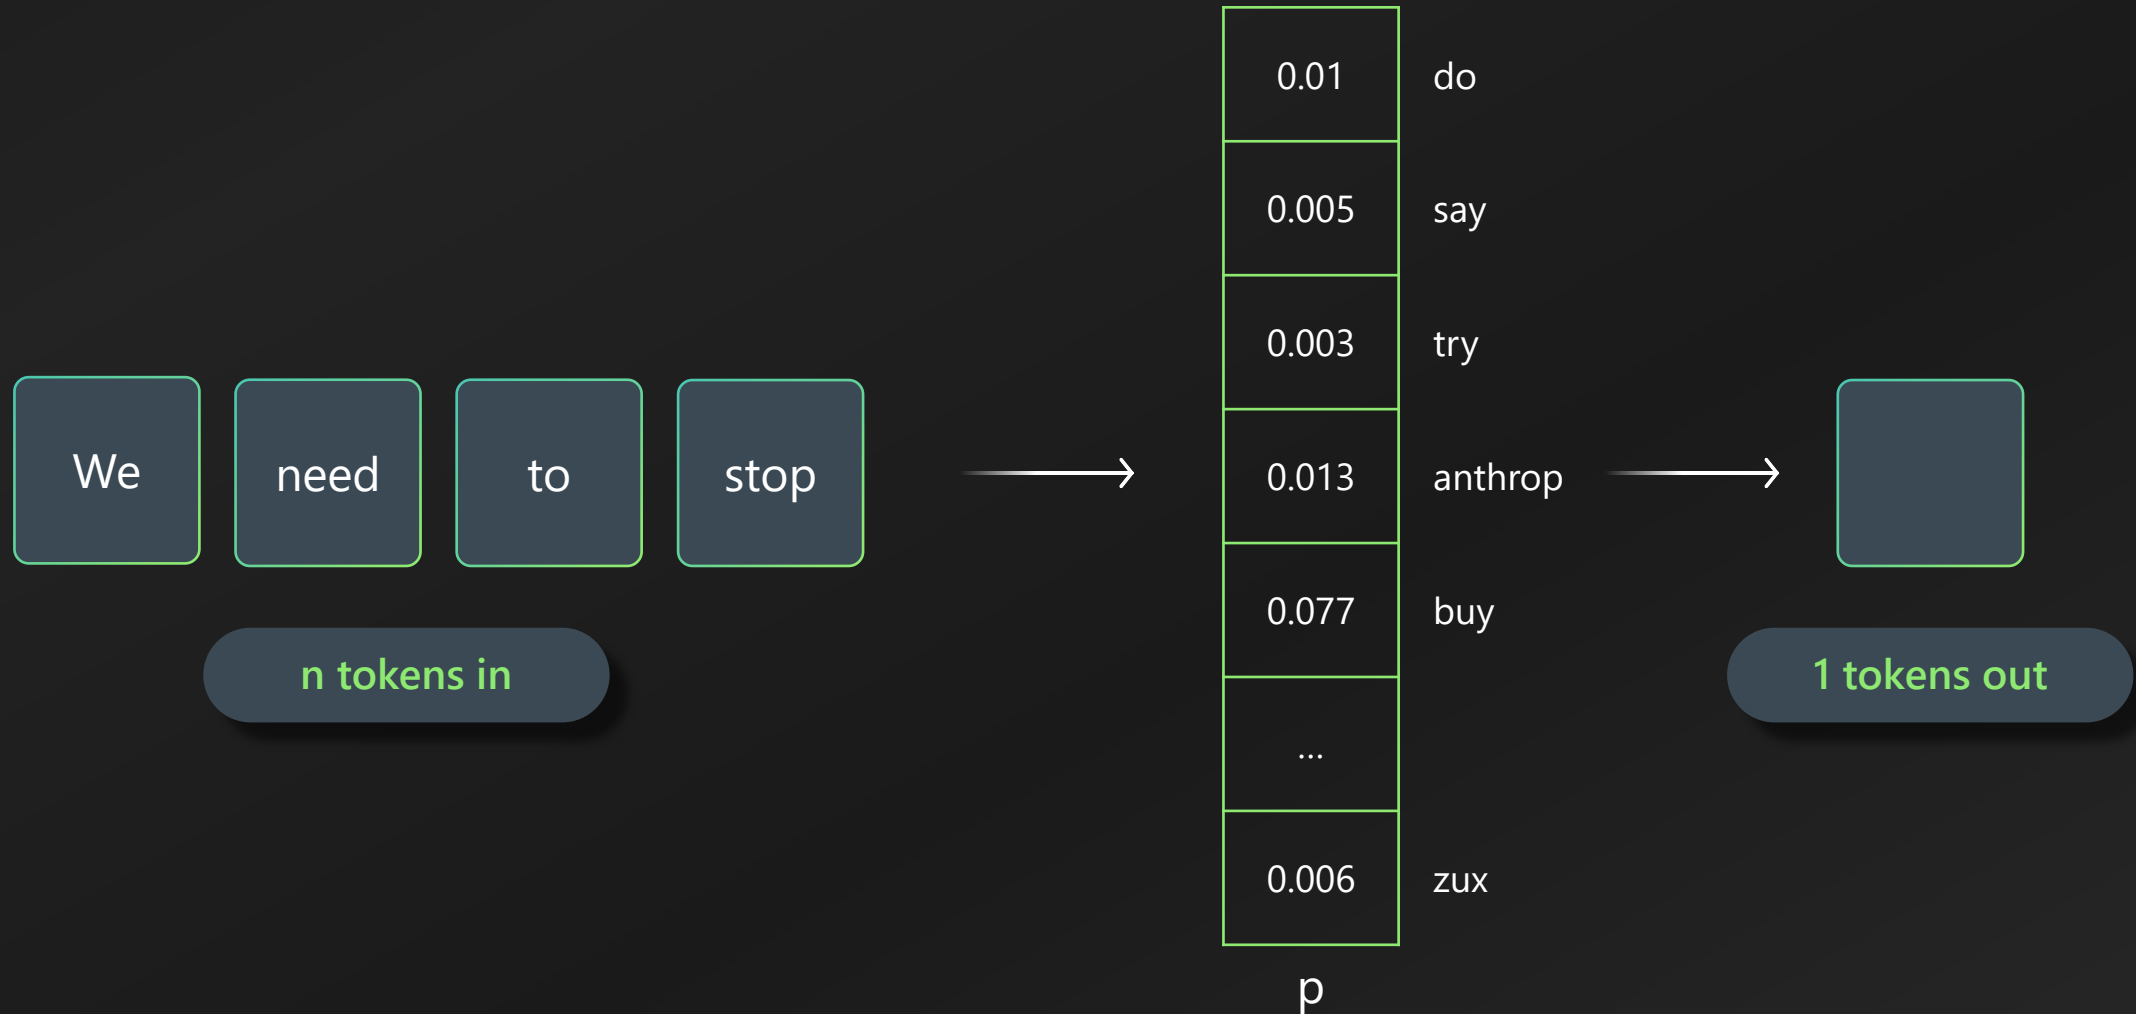 We need to stop
n tokens in
0.01 do
0.005 say
0.003 try
0.013 anthrop
0.077 buy
...
0.006 zux
p
1 tokens out